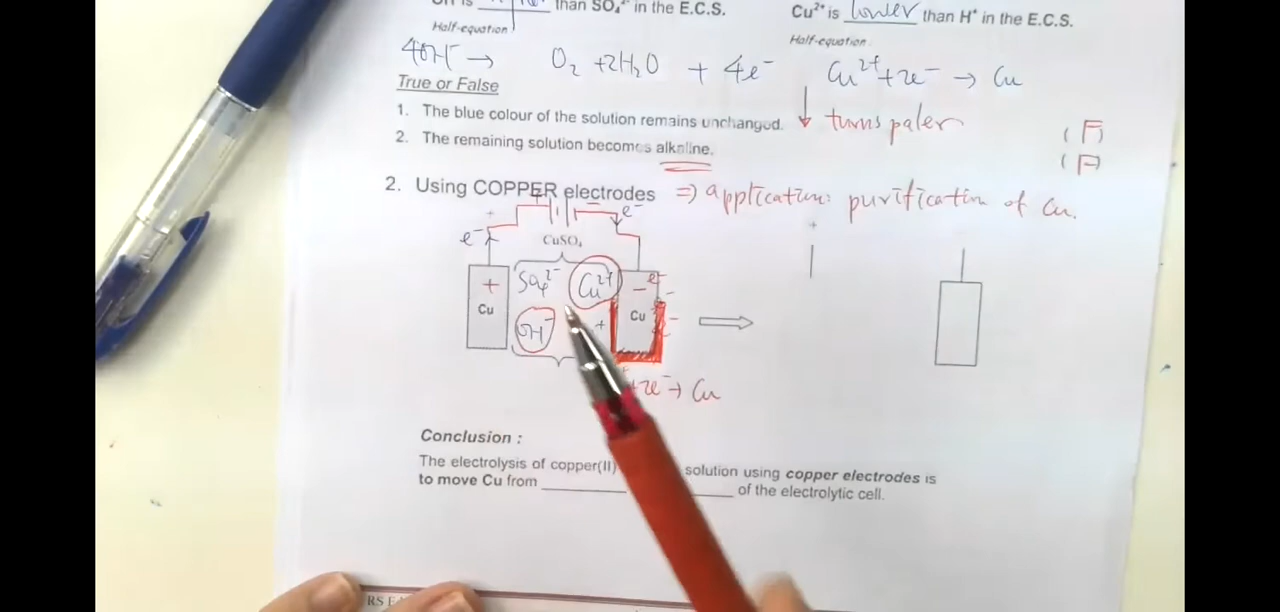 than SO₄²⁻ in the E.C.S.
Cu²⁺ is lower than H⁺ in the E.C.S.
Half-equation
Half-equation
4OH⁻ → O₂ + 2H₂O + 4e⁻
Cu²⁺ + 2e⁻ → Cu
True or False
1. The blue colour of the solution remains unchanged. ↓ turns paler (F)
2. The remaining solution becomes alkaline. (F)
2. Using COPPER electrodes ⇒ application: purification of Cu.
+ − e⁻
e⁻ CuSO₄ +
+ SO₄²⁻ Cu²⁺ − e⁻
Cu OH⁻ + Cu
+2e⁻ → Cu
Conclusion :
The electrolysis of copper(II) solution using copper electrodes is
to move Cu from ____ ____ of the electrolytic cell.